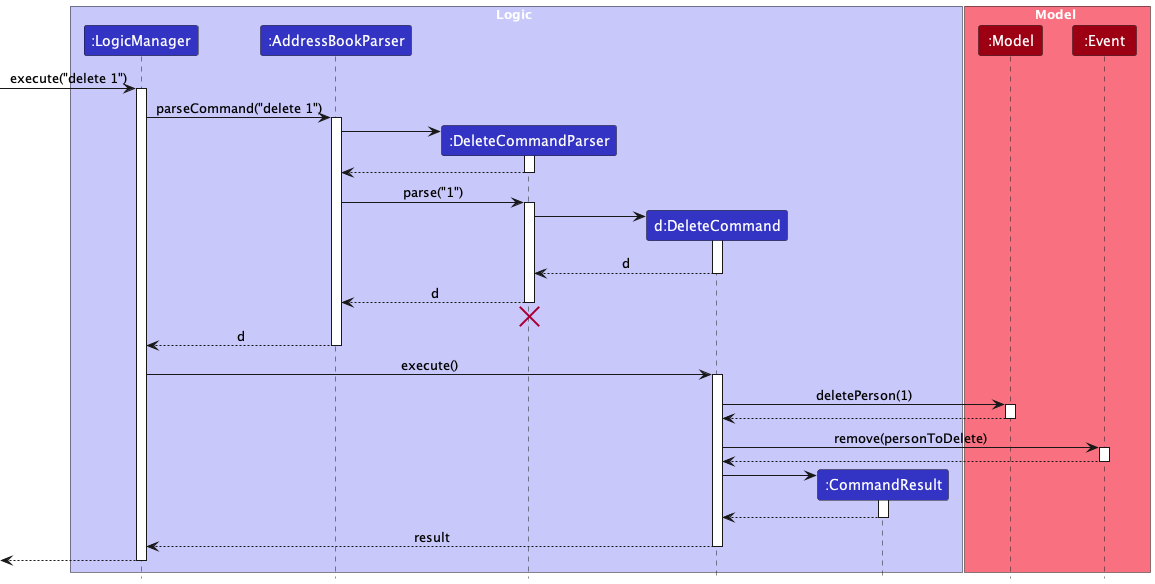 Logic
Model
:LogicManager
:AddressBookParser
:Model
:Event
execute("delete 1")
parseCommand("delete 1")
:DeleteCommandParser
parse("1")
d:DeleteCommand
d
d
d
execute()
deletePerson(1)
remove(personToDelete)
:CommandResult
result